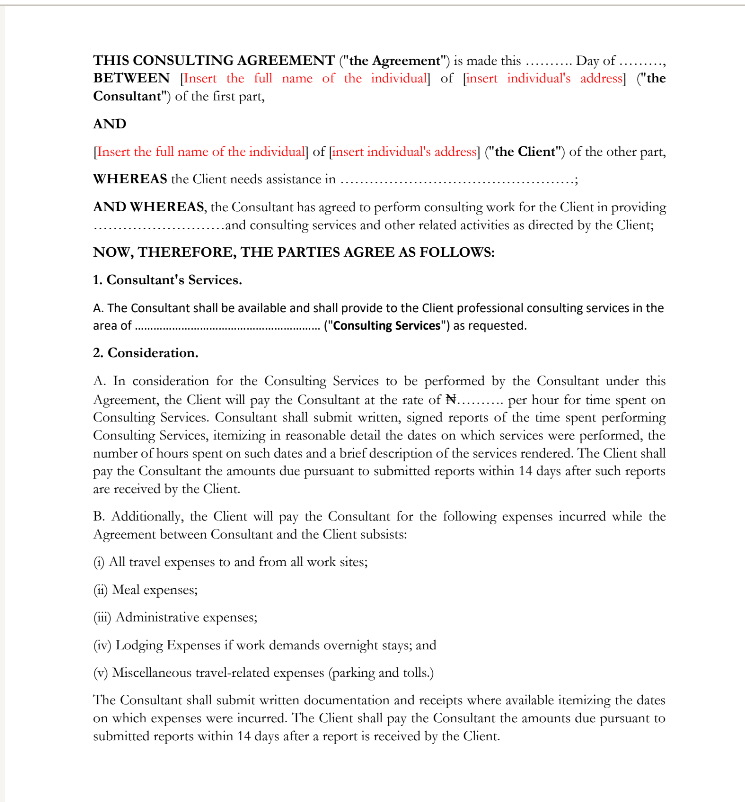 THIS CONSULTING AGREEMENT ("the Agreement") is made this ………. Day of ………,
BETWEEN [Insert the full name of the individual] of [insert individual's address] ("the
Consultant") of the first part,
AND
[Insert the full name of the individual] of [insert individual's address] ("the Client") of the other part,
WHEREAS the Client needs assistance in …………………………………………;
AND WHEREAS, the Consultant has agreed to perform consulting work for the Client in providing
………………………and consulting services and other related activities as directed by the Client;
NOW, THEREFORE, THE PARTIES AGREE AS FOLLOWS:
1. Consultant's Services.
A. The Consultant shall be available and shall provide to the Client professional consulting services in the
area of ……………………………………………… ("Consulting Services") as requested.
2. Consideration.
A. In consideration for the Consulting Services to be performed by the Consultant under this
Agreement, the Client will pay the Consultant at the rate of ₦………. per hour for time spent on
Consulting Services. Consultant shall submit written, signed reports of the time spent performing
Consulting Services, itemizing in reasonable detail the dates on which services were performed, the
number of hours spent on such dates and a brief description of the services rendered. The Client shall
pay the Consultant the amounts due pursuant to submitted reports within 14 days after such reports
are received by the Client.
B. Additionally, the Client will pay the Consultant for the following expenses incurred while the
Agreement between Consultant and the Client subsists:
(i) All travel expenses to and from all work sites;
(ii) Meal expenses;
(iii) Administrative expenses;
(iv) Lodging Expenses if work demands overnight stays; and
(v) Miscellaneous travel-related expenses (parking and tolls.)
The Consultant shall submit written documentation and receipts where available itemizing the dates
on which expenses were incurred. The Client shall pay the Consultant the amounts due pursuant to
submitted reports within 14 days after a report is received by the Client.